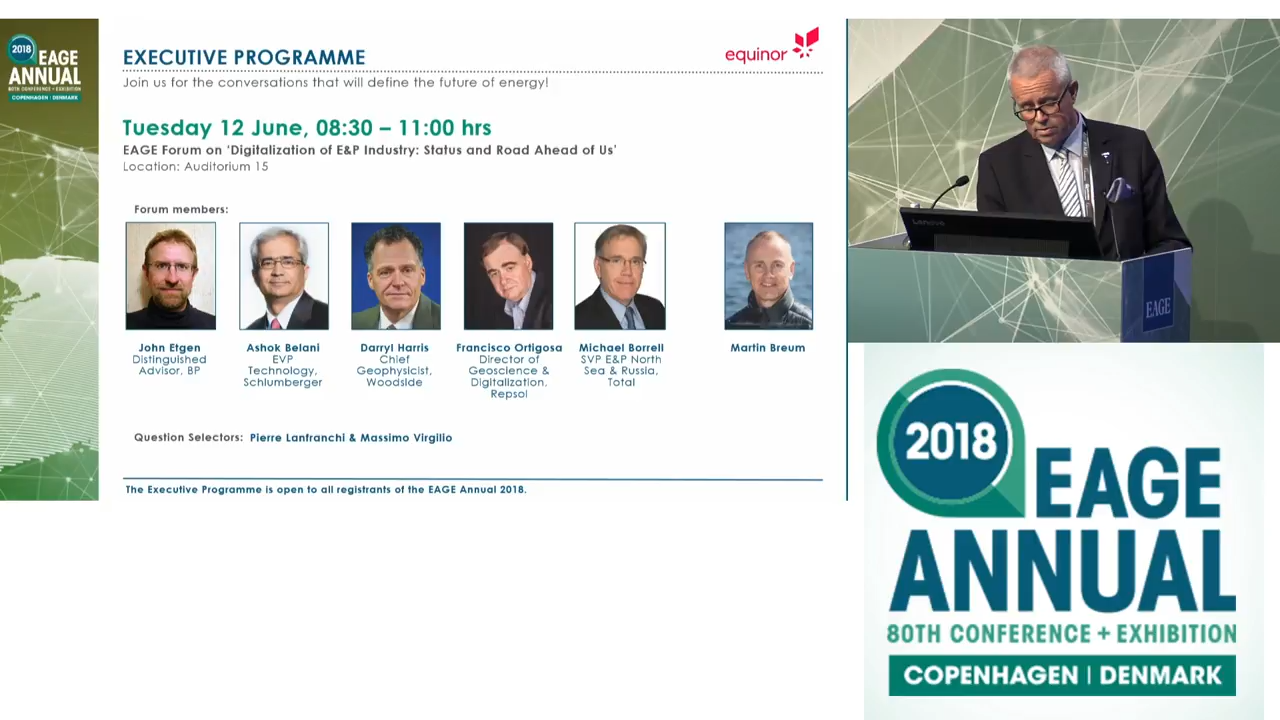 2018
EAGE
ANNUAL
80TH CONFERENCE + EXHIBITION
COPENHAGEN | DENMARK
EXECUTIVE PROGRAMME
equinor
Join us for the conversations that will define the future of energy!
Tuesday 12 June, 08:30 – 11:00 hrs
EAGE Forum on 'Digitalization of E&P Industry: Status and Road Ahead of Us'
Location: Auditorium 15
Forum members:
John Etgen
Distinguished
Advisor, BP
Ashok Belani
EVP
Technology,
Schlumberger
Darryl Harris
Chief
Geophysicist,
Woodside
Francisco Ortigosa
Director of
Geoscience &
Digitalization,
Repsol
Michael Borrell
SVP E&P North
Sea & Russia,
Total
Martin Breum
Question Selectors: Pierre Lanfranchi & Massimo Virgilio
The Executive Programme is open to all registrants of the EAGE Annual 2018.
Lenovo
EAGE
2018
EAGE
ANNUAL
80TH CONFERENCE + EXHIBITION
COPENHAGEN | DENMARK